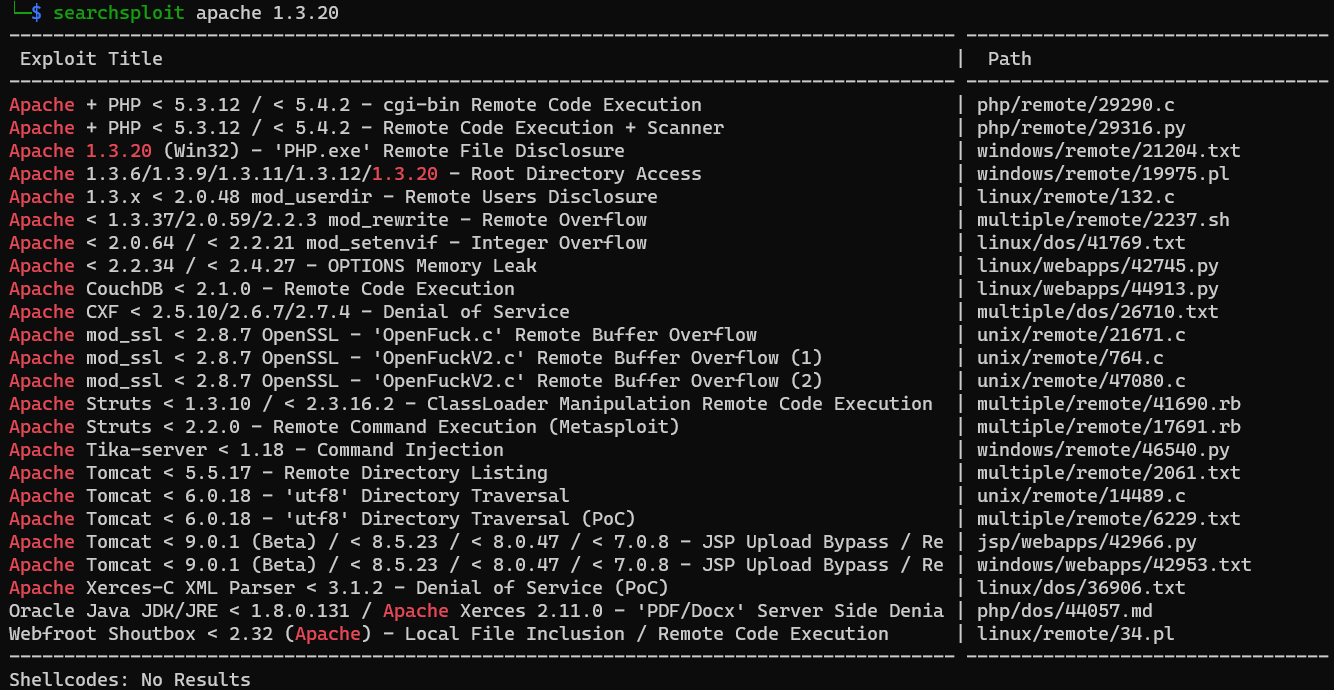 └─$ searchsploit apache 1.3.20
Exploit Title | Path
Apache + PHP < 5.3.12 / < 5.4.2 - cgi-bin Remote Code Execution | php/remote/29290.c
Apache + PHP < 5.3.12 / < 5.4.2 - Remote Code Execution + Scanner | php/remote/29316.py
Apache 1.3.20 (Win32) - 'PHP.exe' Remote File Disclosure | windows/remote/21204.txt
Apache 1.3.6/1.3.9/1.3.11/1.3.12/1.3.20 - Root Directory Access | windows/remote/19975.pl
Apache 1.3.x < 2.0.48 mod_userdir - Remote Users Disclosure | linux/remote/132.c
Apache < 1.3.37/2.0.59/2.2.3 mod_rewrite - Remote Overflow | multiple/remote/2237.sh
Apache < 2.0.64 / < 2.2.21 mod_setenvif - Integer Overflow | linux/dos/41769.txt
Apache < 2.2.34 / < 2.4.27 - OPTIONS Memory Leak | linux/webapps/42745.py
Apache CouchDB < 2.1.0 - Remote Code Execution | linux/webapps/44913.py
Apache CXF < 2.5.10/2.6.7/2.7.4 - Denial of Service | multiple/dos/26710.txt
Apache mod_ssl < 2.8.7 OpenSSL - 'OpenFuck.c' Remote Buffer Overflow | unix/remote/21671.c
Apache mod_ssl < 2.8.7 OpenSSL - 'OpenFuckV2.c' Remote Buffer Overflow (1) | unix/remote/764.c
Apache mod_ssl < 2.8.7 OpenSSL - 'OpenFuckV2.c' Remote Buffer Overflow (2) | unix/remote/47080.c
Apache Struts < 1.3.10 / < 2.3.16.2 - ClassLoader Manipulation Remote Code Execution | multiple/remote/41690.rb
Apache Struts < 2.2.0 - Remote Command Execution (Metasploit) | multiple/remote/17691.rb
Apache Tika-server < 1.18 - Command Injection | windows/remote/46540.py
Apache Tomcat < 5.5.17 - Remote Directory Listing | multiple/remote/2061.txt
Apache Tomcat < 6.0.18 - 'utf8' Directory Traversal | unix/remote/14489.c
Apache Tomcat < 6.0.18 - 'utf8' Directory Traversal (PoC) | multiple/remote/6229.txt
Apache Tomcat < 9.0.1 (Beta) / < 8.5.23 / < 8.0.47 / < 7.0.8 - JSP Upload Bypass / Re | jsp/webapps/42966.py
Apache Tomcat < 9.0.1 (Beta) / < 8.5.23 / < 8.0.47 / < 7.0.8 - JSP Upload Bypass / Re | windows/webapps/42953.txt
Apache Xerces-C XML Parser < 3.1.2 - Denial of Service (PoC) | linux/dos/36906.txt
Oracle Java JDK/JRE < 1.8.0.131 / Apache Xerces 2.11.0 - 'PDF/Docx' Server Side Denia | php/dos/44057.md
Webfroot Shoutbox < 2.32 (Apache) - Local File Inclusion / Remote Code Execution | linux/remote/34.pl
Shellcodes: No Results